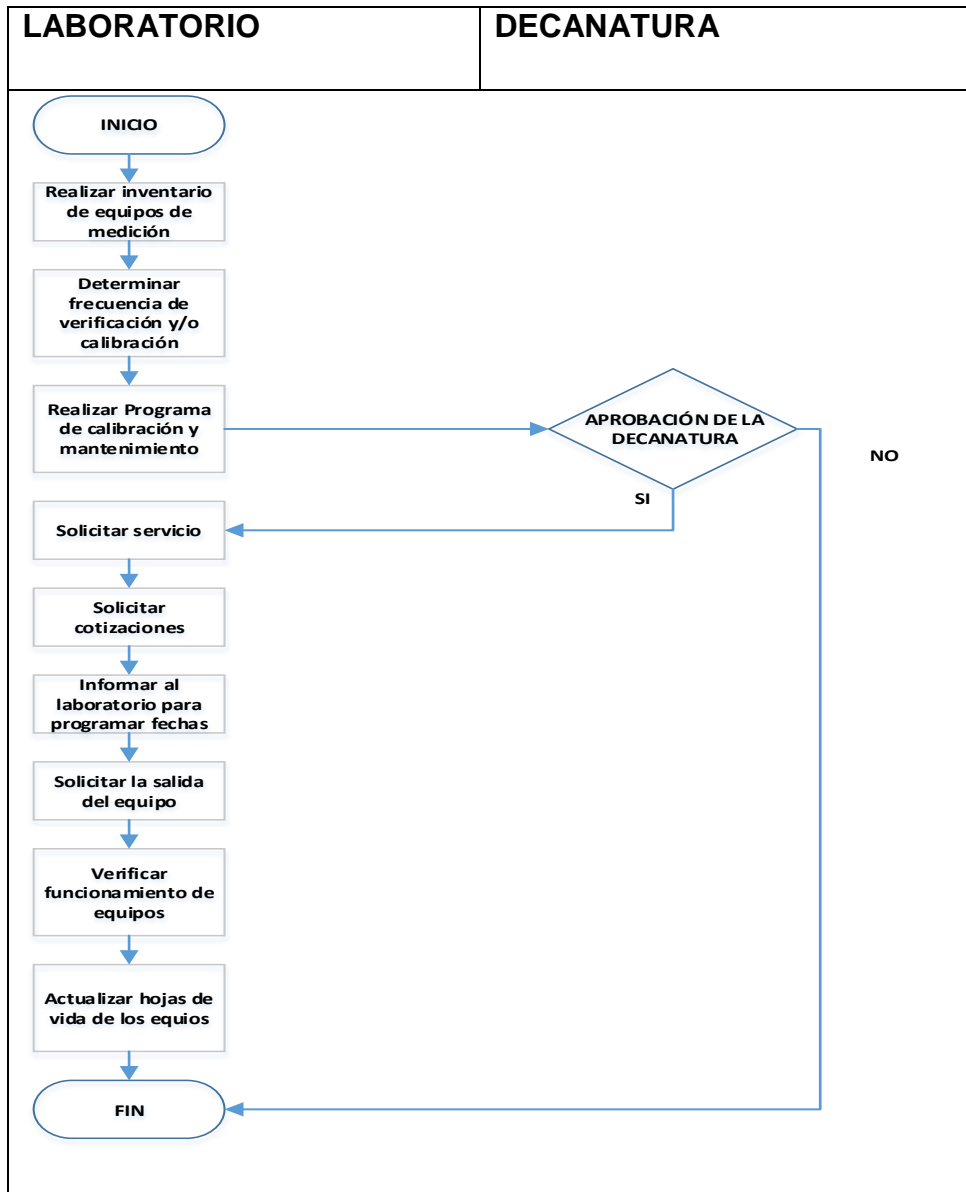 LABORATORIO
DECANATURA
INICIO
Realizar inventario
de equipos de
medición
Determinar
frecuencia de
verificación y/o
calibración
Realizar Programa
de calibración y
mantenimiento
APROBACIÓN DE LA
DECANATURA
NO
SI
Solicitar servicio
Solicitar
cotizaciones
Informar al
laboratorio para
programar fechas
Solicitar la salida
del equipo
Verificar
funcionamiento de
equipos
Actualizar hojas de
vida de los equios
FIN